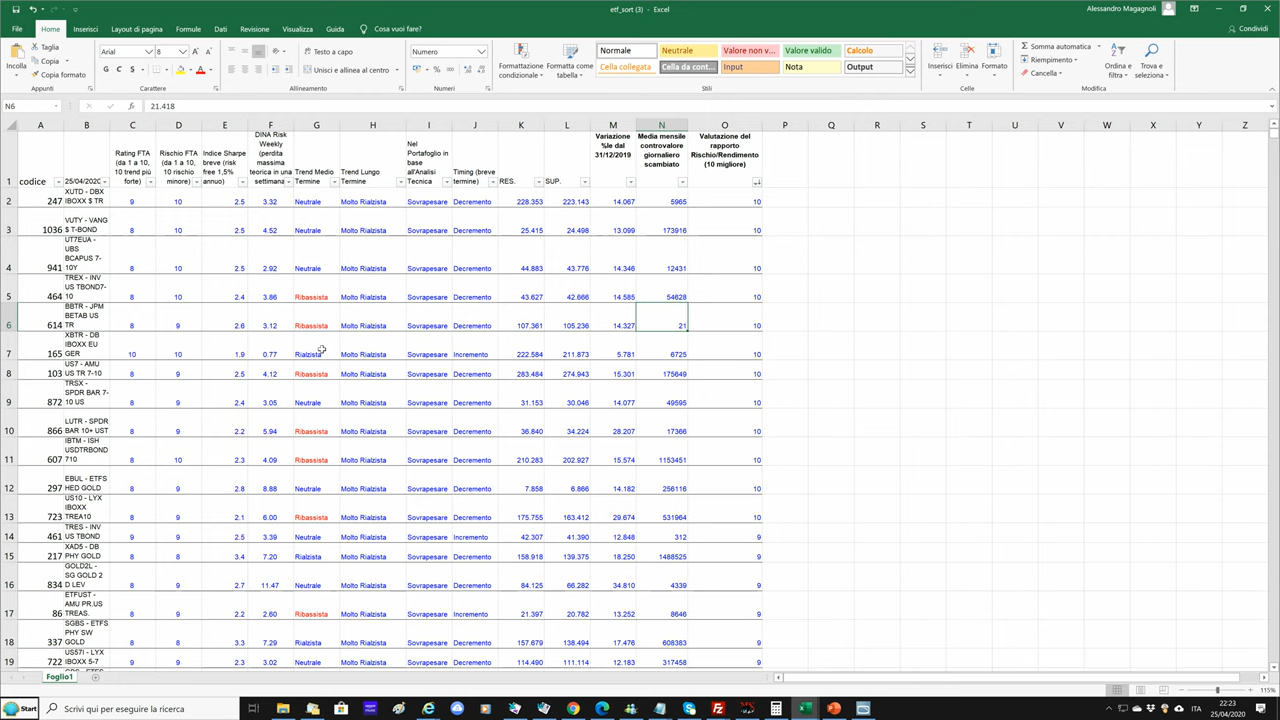 etf_sort (3) - Excel
Alessandro Magagnoli
File Home Inserisci Layout di pagina Formule Dati Revisione Visualizza Guida Cosa vuoi fare?
Condividi
Incolla
Taglia
Copia
Copia formato
Appunti
Arial 8
G C S
Carattere
Testo a capo
Unisci e allinea al centro
Allineamento
Numero
Numeri
Formattazione condizionale
Formatta come tabella
Normale Neutrale Valore non v... Valore valido Calcolo
Cella collegata Cella da cont... Input Nota Output
Stili
Inserisci Elimina Formato
Celle
Somma automatica
Riempimento
Cancella
Ordina e filtra
Trova e seleziona
Modifica
N6 fx 21.418
A B C D E F G H I J K L M N O P Q R S T U V W X Y Z
1 codice 25/04/2020 Rating FTA (da 1 a 10, 10 trend più forte) Rischio FTA (da 1 a 10, 10 rischio minore) Indice Sharpe breve (risk free 1,5% annuo) DINA Risk Weekly (perdita massima teorica in una settimana Trend Medio Termine Trend Lungo Termine Nel Portafoglio in base all'Analisi Tecnica Timing (breve termine) RES. SUP. Variazione %le dal 31/12/2019 Media mensile controvalore giornaliero scambiato Valutazione del rapporto Rischio/Rendimento (10 migliore)
2 247 XUTD - DBX IBOXX $ TR 9 10 2.5 3.32 Neutrale Molto Rialzista Sovrapesare Decremento 228.353 223.143 14.067 5965 10
3 1036 VUTY - VANG $ T-BOND 8 10 2.5 4.52 Neutrale Molto Rialzista Sovrapesare Decremento 25.415 24.498 13.099 173916 10
4 941 UT7EUA - UBS BCAPUS 7-10Y 8 10 2.5 2.92 Neutrale Molto Rialzista Sovrapesare Decremento 44.883 43.776 14.346 12431 10
5 464 TREX - INV US TBOND7-10 8 10 2.4 3.86 Ribassista Molto Rialzista Sovrapesare Decremento 43.627 42.666 14.585 54628 10
6 614 BBTR - JPM BETAB US TR 8 9 2.6 3.12 Ribassista Molto Rialzista Sovrapesare Decremento 107.361 105.236 14.327 21 10
7 165 XBTR - DB IBOXX EU GER 10 10 1.9 0.77 Rialzista Molto Rialzista Sovrapesare Incremento 222.584 211.873 5.781 6725 10
8 103 US7 - AMU US TR 7-10 8 9 2.5 4.12 Ribassista Molto Rialzista Sovrapesare Decremento 283.484 274.943 15.301 175649 10
9 872 TRSX - SPDR BAR 7-10 US 8 9 2.4 3.05 Neutrale Molto Rialzista Sovrapesare Decremento 31.153 30.046 14.077 49595 10
10 866 LUTR - SPDR BAR 10+ UST 8 9 2.2 5.94 Ribassista Molto Rialzista Sovrapesare Decremento 36.840 34.224 28.207 17366 10
11 607 IBTM - ISH USDTRBOND 710 8 10 2.3 4.09 Ribassista Molto Rialzista Sovrapesare Decremento 210.283 202.927 15.574 1153451 10
12 297 EBUL - ETFS HED GOLD 8 9 2.8 8.88 Neutrale Molto Rialzista Sovrapesare Decremento 7.858 6.866 14.182 256116 10
13 723 US10 - LYX IBOXX TREA10 8 9 2.1 6.00 Ribassista Molto Rialzista Sovrapesare Decremento 175.755 163.412 29.674 531964 10
14 461 TRES - INV US TBOND 9 9 2.5 3.39 Neutrale Molto Rialzista Sovrapesare Incremento 42.307 41.390 12.848 312 9
15 217 XAD5 - DB PHY GOLD 8 8 3.4 7.20 Rialzista Molto Rialzista Sovrapesare Decremento 158.918 139.375 18.250 1488525 9
16 834 GOLD2L - SG GOLD 2 D LEV 8 9 2.7 11.47 Neutrale Molto Rialzista Sovrapesare Decremento 84.125 66.282 34.810 4339 9
17 86 ETFUST - AMU PR.US TREAS. 8 9 2.2 2.60 Ribassista Molto Rialzista Sovrapesare Incremento 21.397 20.782 13.252 8646 9
18 337 SGBS - ETFS PHY SW GOLD 8 8 3.3 7.29 Rialzista Molto Rialzista Sovrapesare Decremento 157.679 138.494 17.476 608383 9
19 722 US57I - LYX IBOXX 5-7 9 9 2.3 3.02 Neutrale Molto Rialzista Sovrapesare Decremento 114.490 111.114 12.183 317458 9
Foglio1
115%
Start
Scrivi qui per eseguire la ricerca
ITA
22:23
25/04/2020